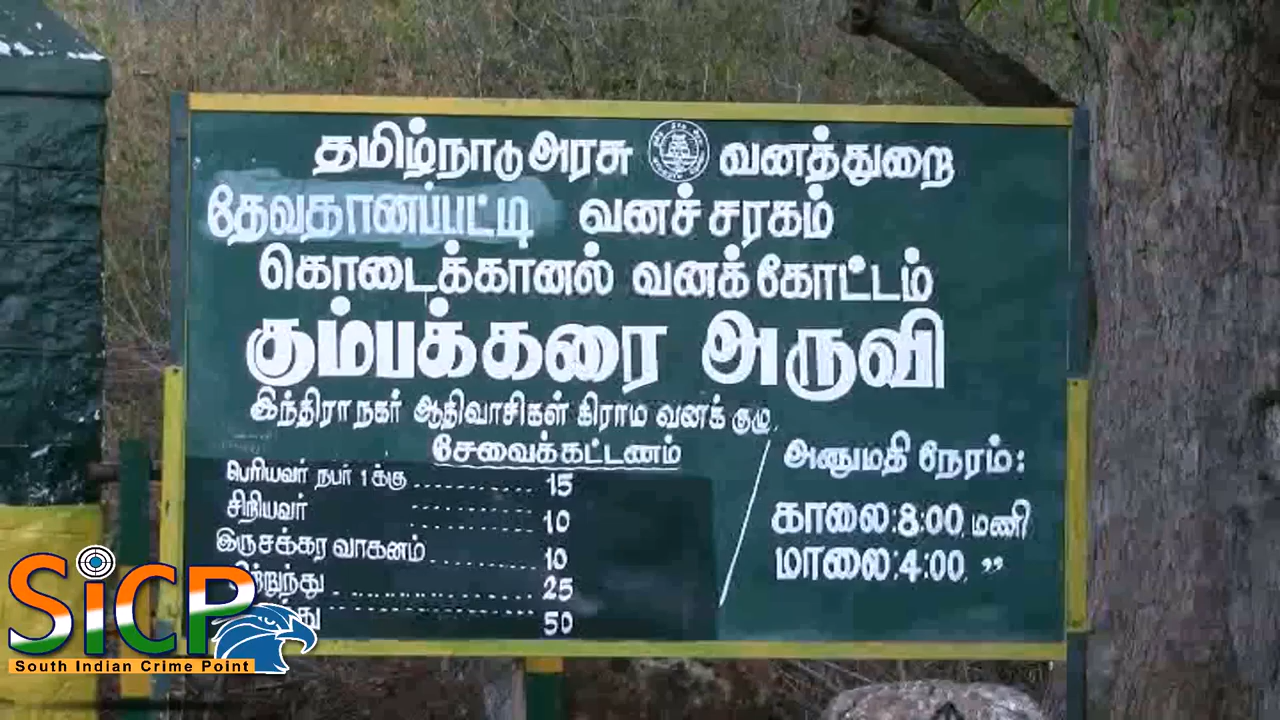 தமிழ்நாடு அரசு வனத்துறை
தேவதானப்பட்டி வனச் சரகம்
கொடைக்கானல் வனக் கோட்டம்
கும்பக்கரை அருவி
இந்திரா நகர் ஆதிவாசிகள் கிராம வனக் குழு.
சேவைக்கட்டணம்
பெரியவர் நபர் 1 க்கு .............. 15
சிறியவர் .............. 10
இருசக்கர வாகனம் .............. 10
25
50
அனுமதி நேரம்:
காலை:8:00, மணி
மாலை:4:00, ”
SiCP
South Indian Crime Point